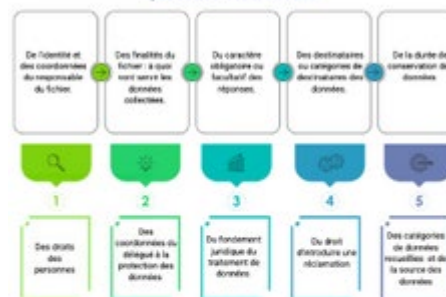 De l'identité et
des coordonnées
du responsable
du fichier.
Des finalités du
fichier : à quoi
vont servir les
données
collectées.
Du caractère
obligatoire ou
facultatif des
réponses.
Des destinataires
ou catégories de
destinataires des
données.
De la durée de
conservation des
données
1
2
3
4
5
Des droits
des
personnes
Des
coordonnées du
délégué à la
protection des
données
Du fondement
juridique du
traitement de
données
Du droit
d'introduire une
réclamation
Des catégories
de données
recueillies et de
la source des
données